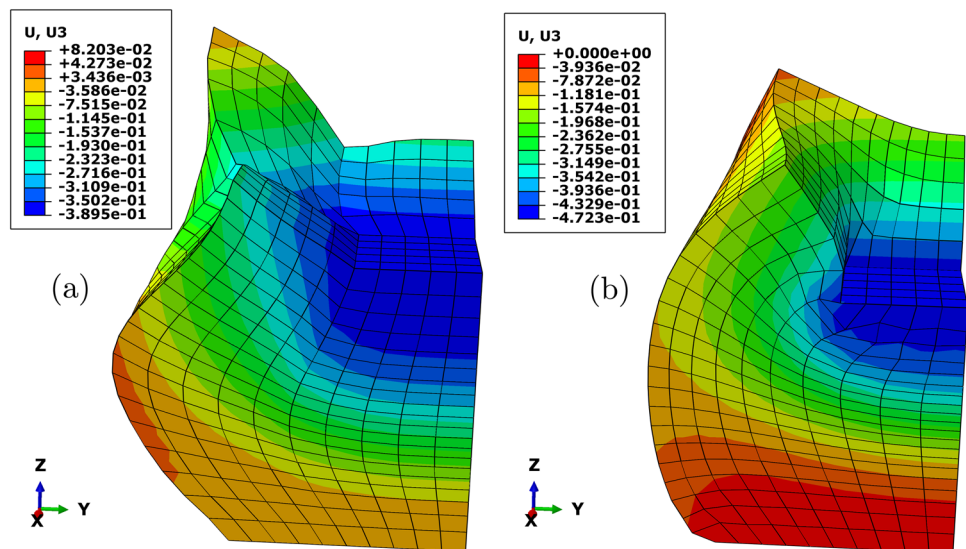 U, U3
+8.203e-02
+4.273e-02
+3.436e-03
-3.586e-02
-7.515e-02
-1.145e-01
-1.537e-01
-1.930e-01
-2.323e-01
-2.716e-01
-3.109e-01
-3.502e-01
-3.895e-01
(a)
Z
Y
X
U, U3
+0.000e+00
-3.936e-02
-7.872e-02
-1.181e-01
-1.574e-01
-1.968e-01
-2.362e-01
-2.755e-01
-3.149e-01
-3.542e-01
-3.936e-01
-4.329e-01
-4.723e-01
(b)
Z
Y
X